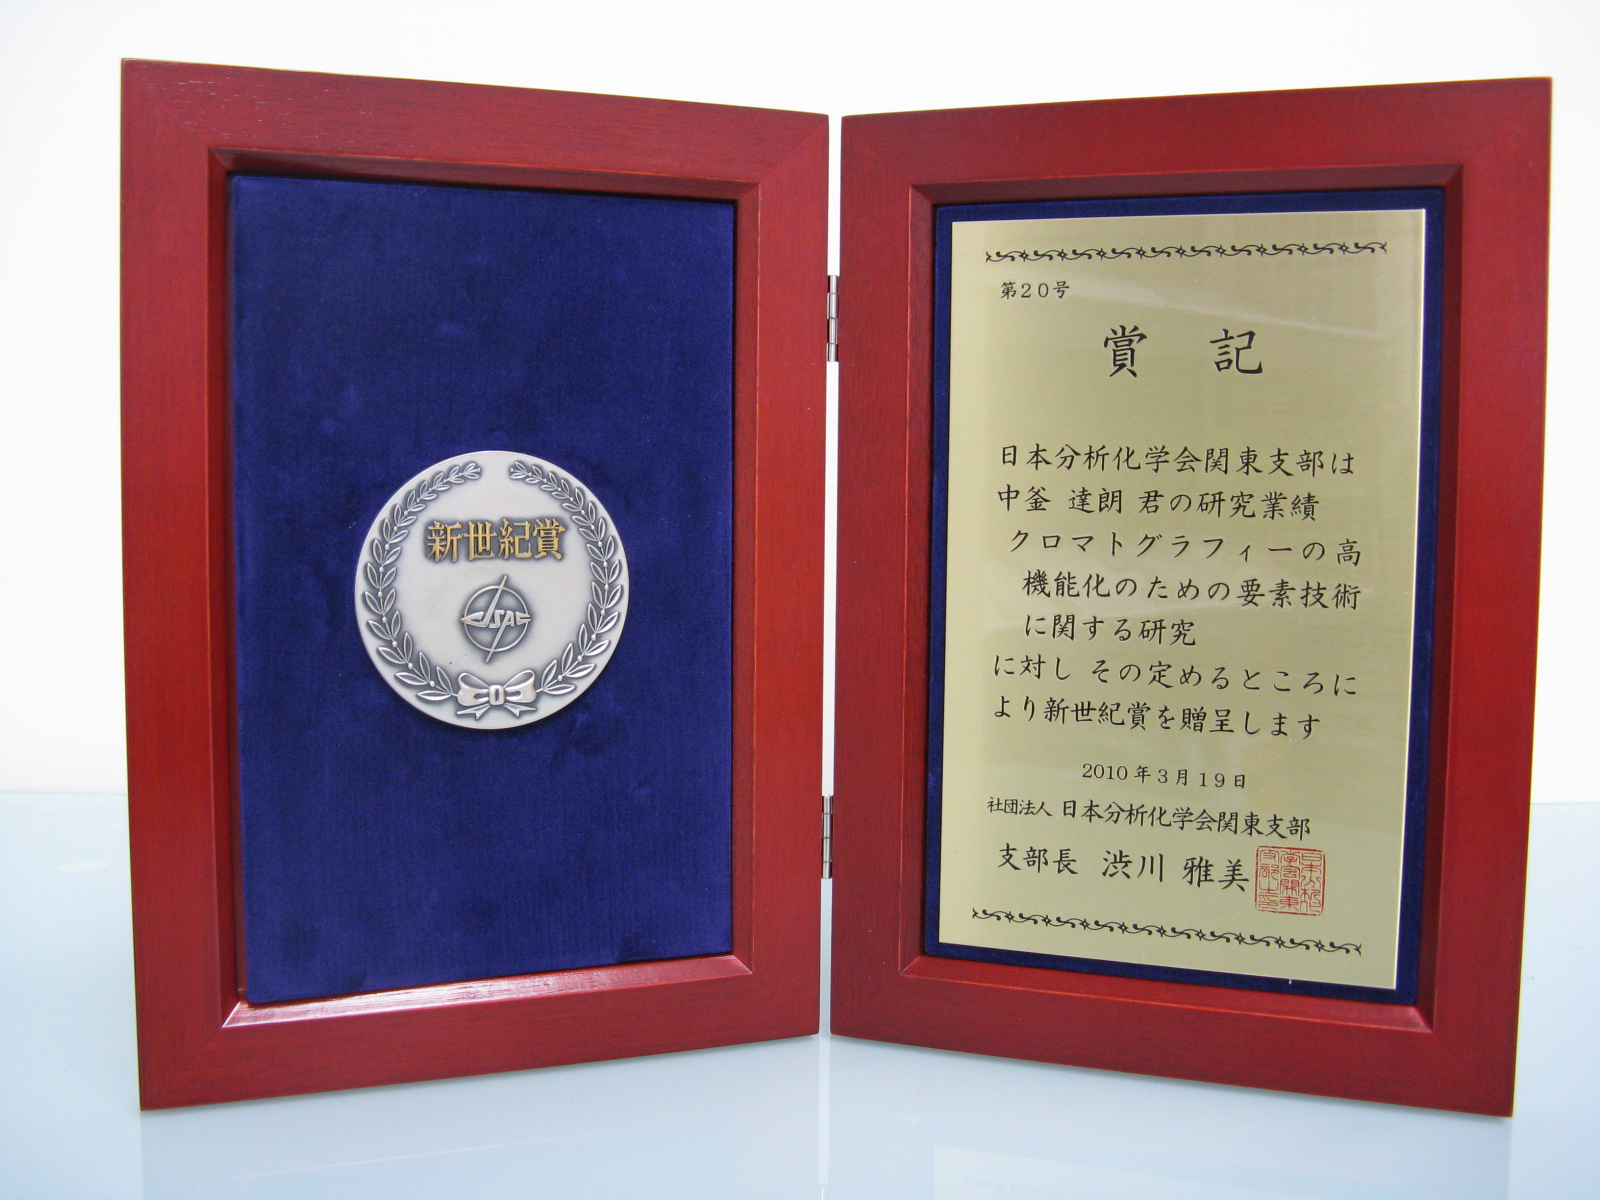 新世紀賞
JSAC
第20号
賞 記
日本分析化学会関東支部は
中釜 達朗 君の研究業績
クロマトグラフィーの高
機能化のための要素技術
に関する研究
に対し その定めるところに
より新世紀賞を贈呈します
2010年3月19日
社団法人 日本分析化学会関東支部
支部長 渋川 雅美